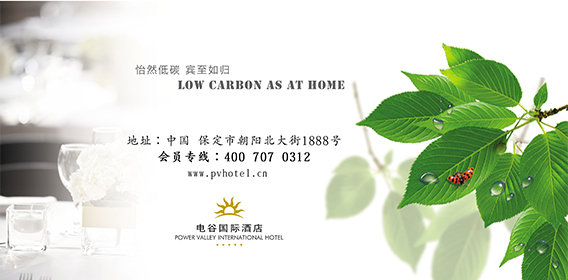 怡然低碳 宾至如归
LOW CARBON AS AT HOME
地址：中国 保定市朝阳北大街1888号
会员专线：400 707 0312
www.pvhotel.cn
电谷国际酒店
POWER VALLEY INTERNATIONAL HOTEL